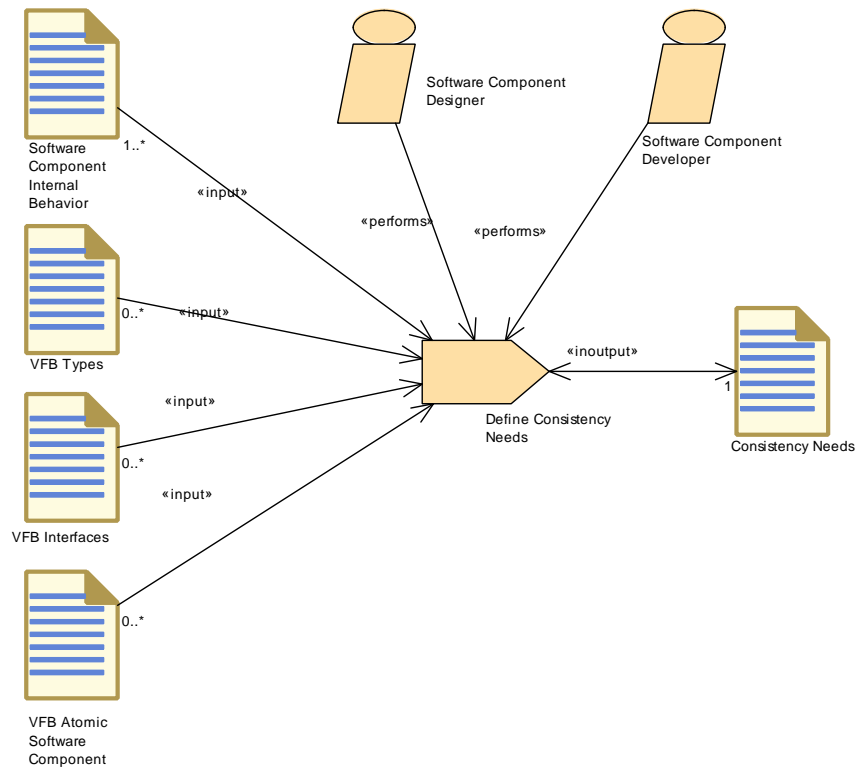 Software Component
Designer
Software Component
Developer
1..*
Software
Component
Internal
Behavior
«input»
«performs»
«performs»
0..*
«input»
VFB Types
«inoutput»
1
«input»
Define Consistency
Needs
Consistency Needs
0..*
«input»
VFB Interfaces
0..*
VFB Atomic
Software
Component